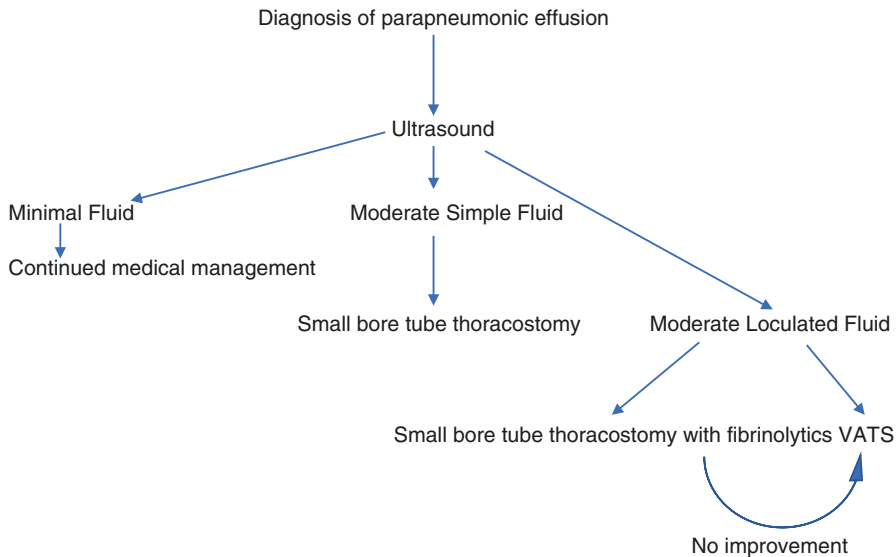 Diagnosis of parapneumonic effusion
Ultrasound
Minimal Fluid
Moderate Simple Fluid
Continued medical management
Small bore tube thoracostomy
Moderate Loculated Fluid
Small bore tube thoracostomy with fibrinolytics VATS
No improvement